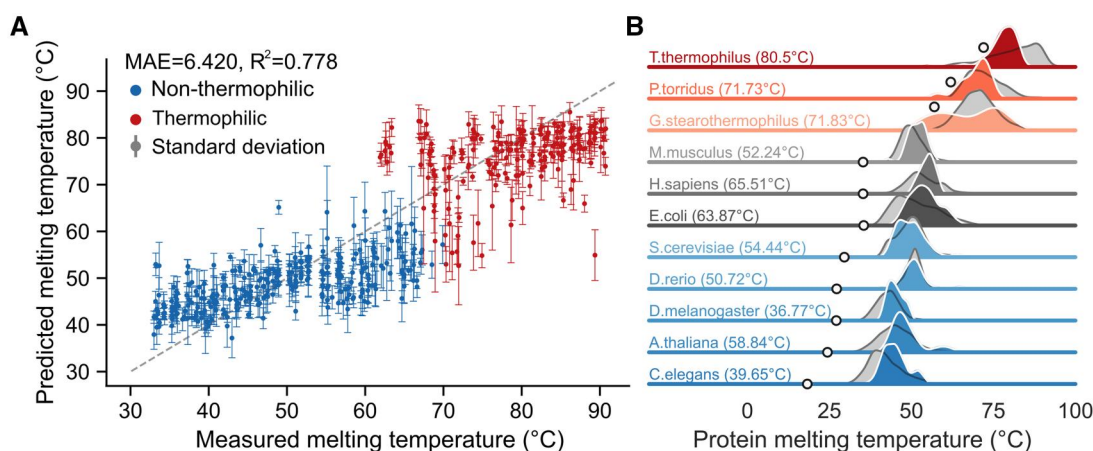 A
MAE=6.420, R²=0.778
Non-thermophilic
Thermophilic
Standard deviation
Predicted melting temperature (°C)
90
80
70
60
50
40
30
30 40 50 60 70 80 90
Measured melting temperature (°C)
B
T.thermophilus (80.5°C)
P.torridus (71.73°C)
G.stearothermophilus (71.83°C)
M.musculus (52.24°C)
H.sapiens (65.51°C)
E.coli (63.87°C)
S.cerevisiae (54.44°C)
D.rerio (50.72°C)
D.melanogaster (36.77°C)
A.thaliana (58.84°C)
C.elegans (39.65°C)
0 25 50 75 100
Protein melting temperature (°C)